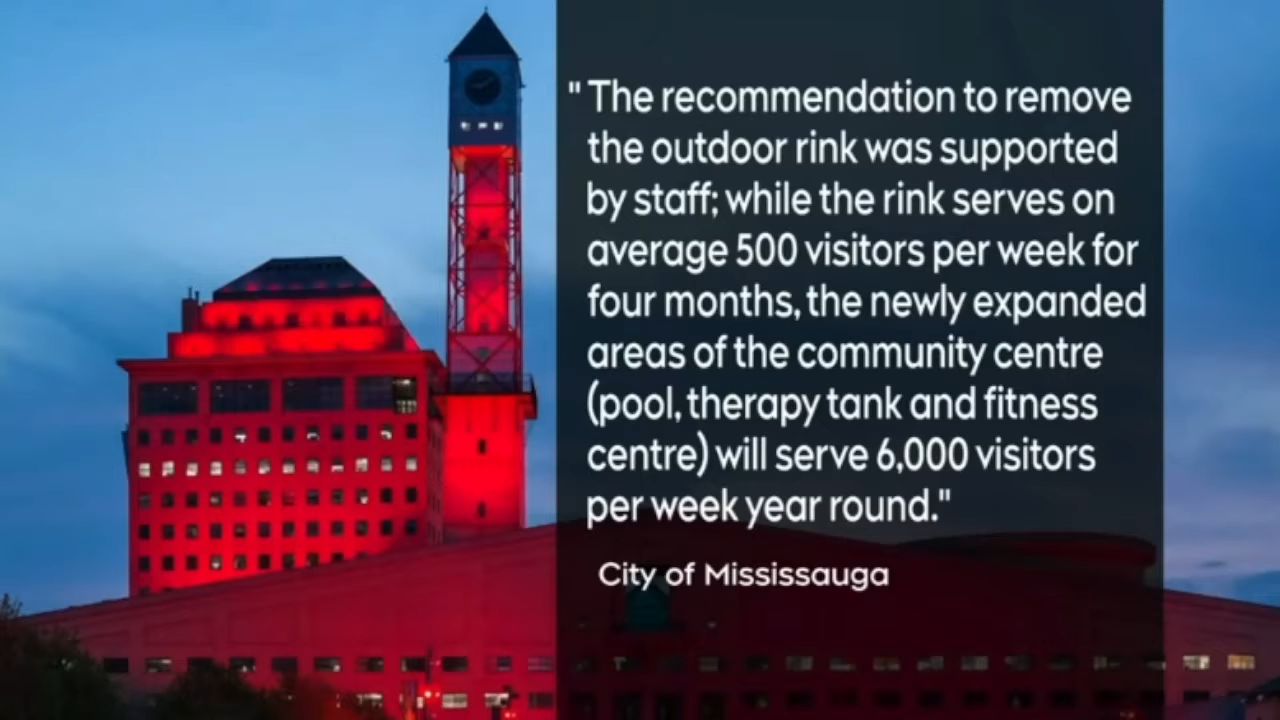 " The recommendation to remove
the outdoor rink was supported
by staff; while the rink serves on
average 500 visitors per week for
four months, the newly expanded
areas of the community centre
(pool, therapy tank and fitness
centre) will serve 6,000 visitors
per week year round."
City of Mississauga